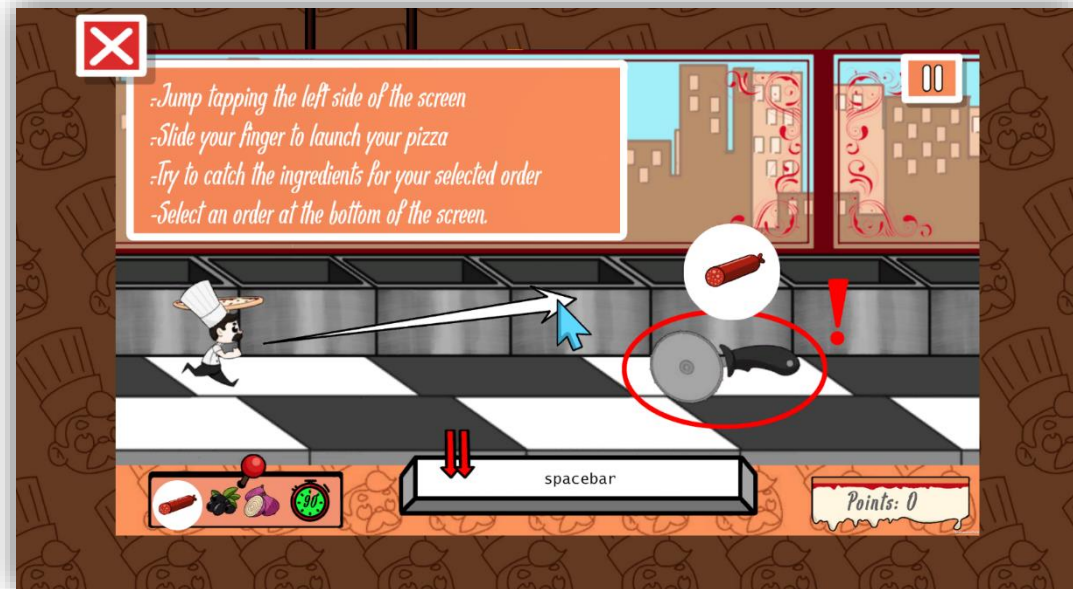 -Jump tapping the left side of the screen
-Slide your finger to launch your pizza
-Try to catch the ingredients for your selected order
-Select an order at the bottom of the screen.
90
spacebar
Points: 0